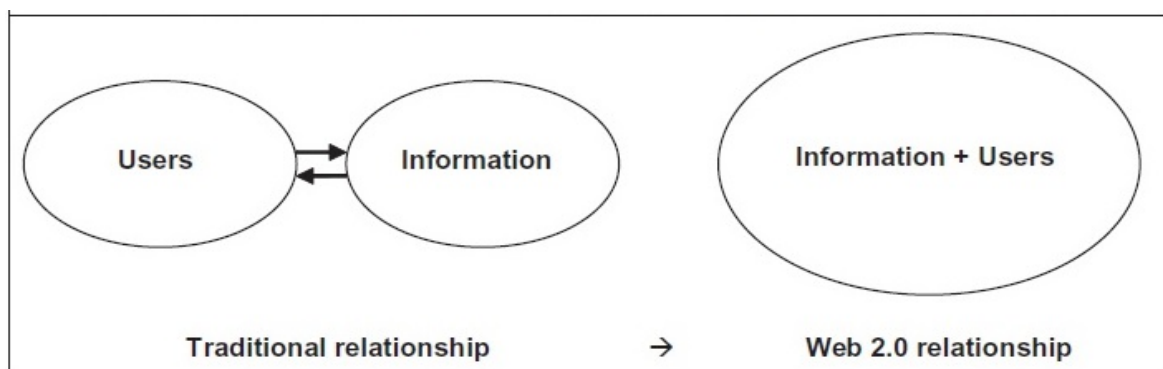 Users
Information
Information + Users
Traditional relationship → Web 2.0 relationship